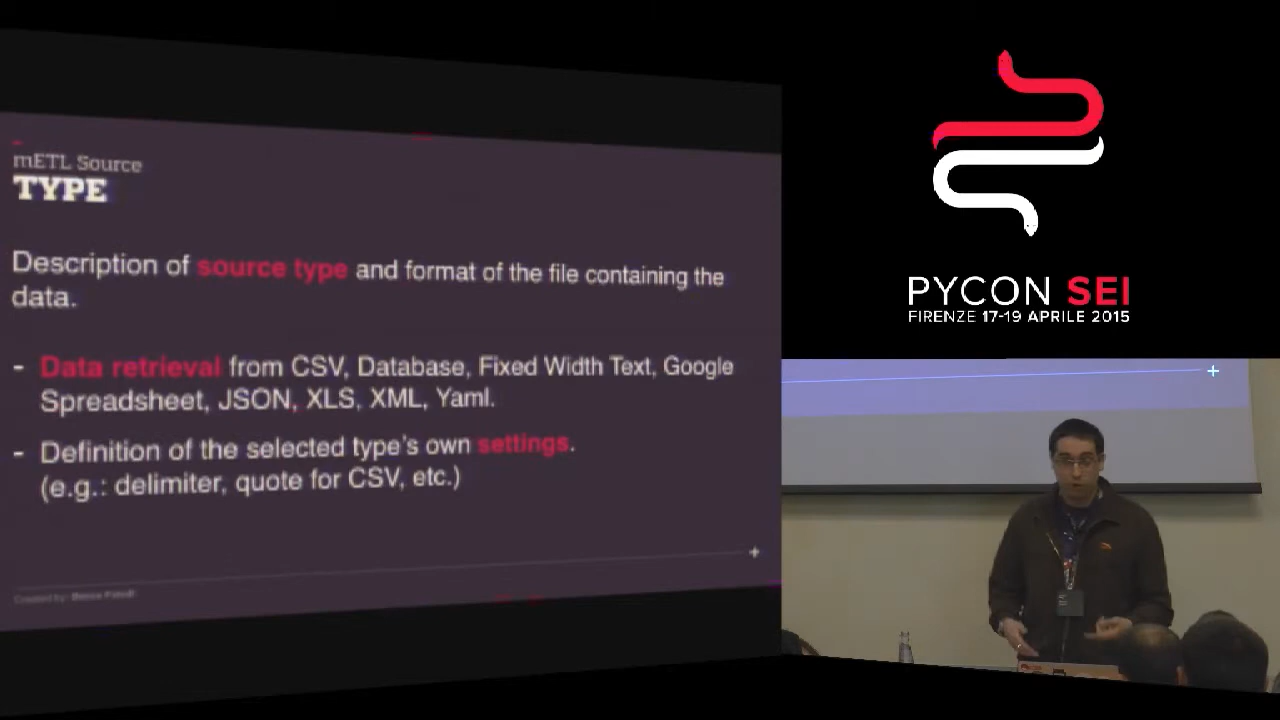 mETL Source
TYPE
Description of source type and format of the file containing the
data.
- Data retrieval from CSV, Database, Fixed Width Text, Google
Spreadsheet, JSON, XLS, XML, Yaml.
- Definition of the selected type's own settings.
(e.g.: delimiter, quote for CSV, etc.)
Created by:
PYCON SEI
FIRENZE 17-19 APRILE 2015